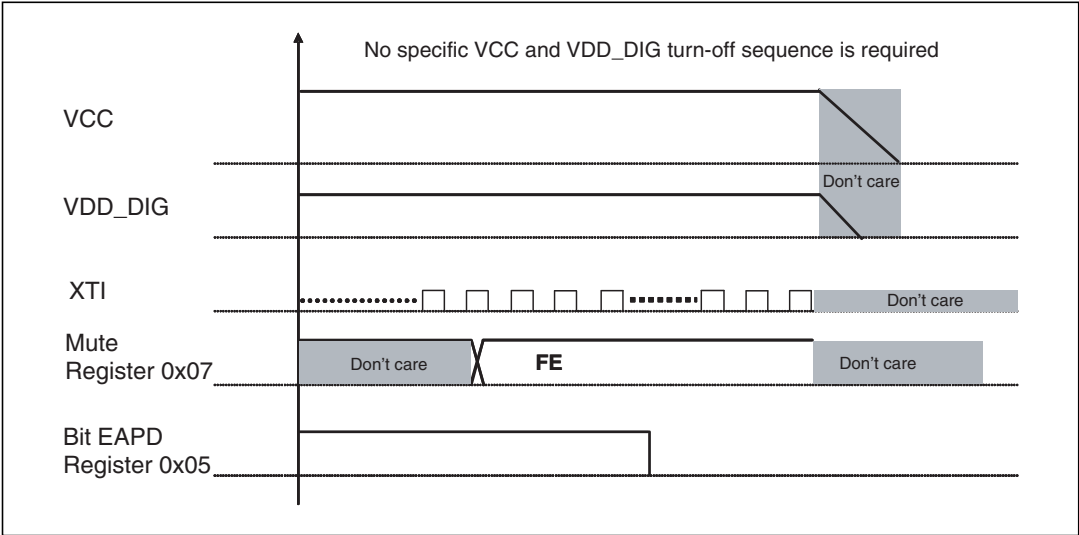 No specific VCC and VDD_DIG turn-off sequence is required
VCC
Don't care
VDD_DIG
XTI
Don't care
Mute
Register 0x07
Don't care
FE
Don't care
Bit EAPD
Register 0x05